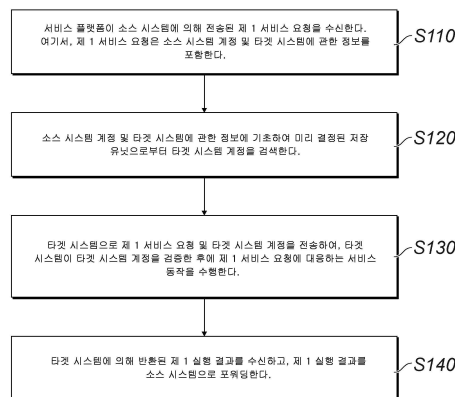 서비스 플랫폼이 소스 시스템에 의해 전송된 제 1 서비스 요청을 수신한다.
여기서, 제 1 서비스 요청은 소스 시스템 계정 및 타겟 시스템에 관한 정보를
포함한다.
S110
소스 시스템 계정 및 타겟 시스템에 관한 정보에 기초하여 미리 결정된 저장
유닛으로부터 타겟 시스템 계정을 검색한다.
S120
타겟 시스템으로 제 1 서비스 요청 및 타겟 시스템 계정을 전송하여, 타겟
시스템이 타겟 시스템 계정을 검증한 후에 제 1 서비스 요청에 대응하는 서비스
동작을 수행한다.
S130
타겟 시스템에 의해 반환된 제 1 실행 결과를 수신하고, 제 1 실행 결과를
소스 시스템으로 포워딩한다.
S140